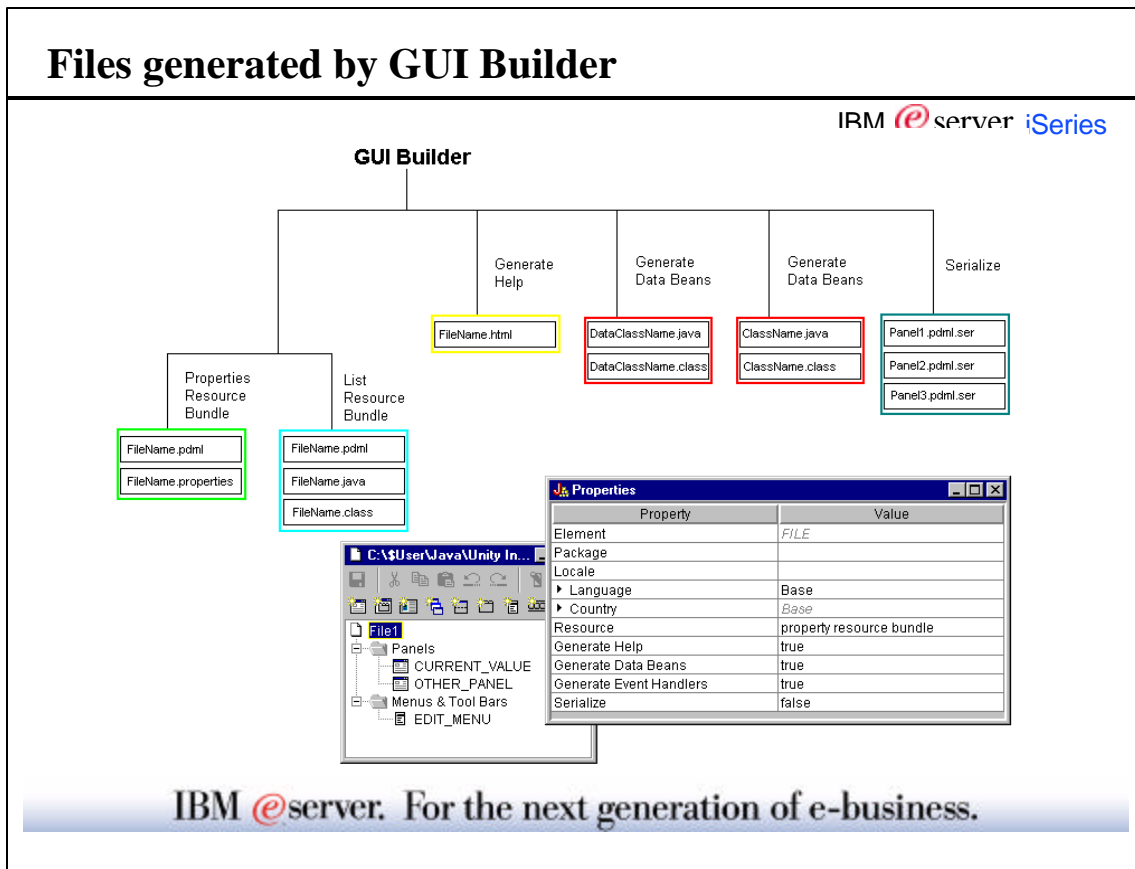 Files generated by GUI Builder
IBM e server iSeries
GUI Builder
Generate
Help
Generate
Data Beans
Generate
Data Beans
Serialize
FileName.html
DataClassName.java
DataClassName.class
ClassName.java
ClassName.class
Panel1.pdml.ser
Panel2.pdml.ser
Panel3.pdml.ser
Properties
Resource
Bundle
List
Resource
Bundle
FileName.pdml
FileName.properties
FileName.pdml
FileName.java
FileName.class
Properties
Property Value
Element FILE
Package
Locale
Language Base
Country Base
Resource property resource bundle
Generate Help true
Generate Data Beans true
Generate Event Handlers true
Serialize false
C:\$User\Java\Unity In...
File1
Panels
CURRENT_VALUE
OTHER_PANEL
Menus & Tool Bars
EDIT_MENU
IBM e server. For the next generation of e-business.